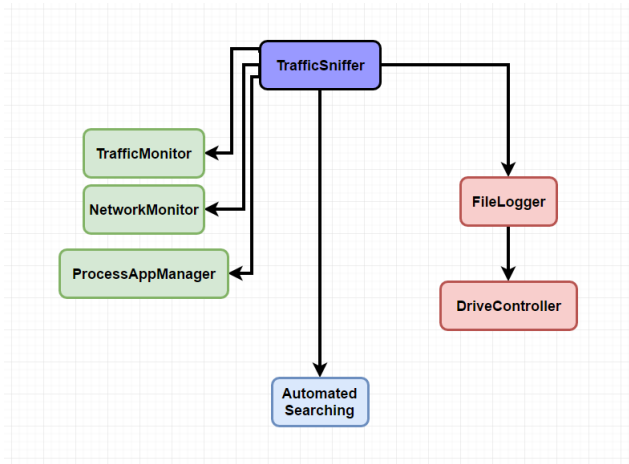 TrafficSniffer
TrafficMonitor
NetworkMonitor
ProcessAppManager
FileLogger
DriveController
Automated
Searching